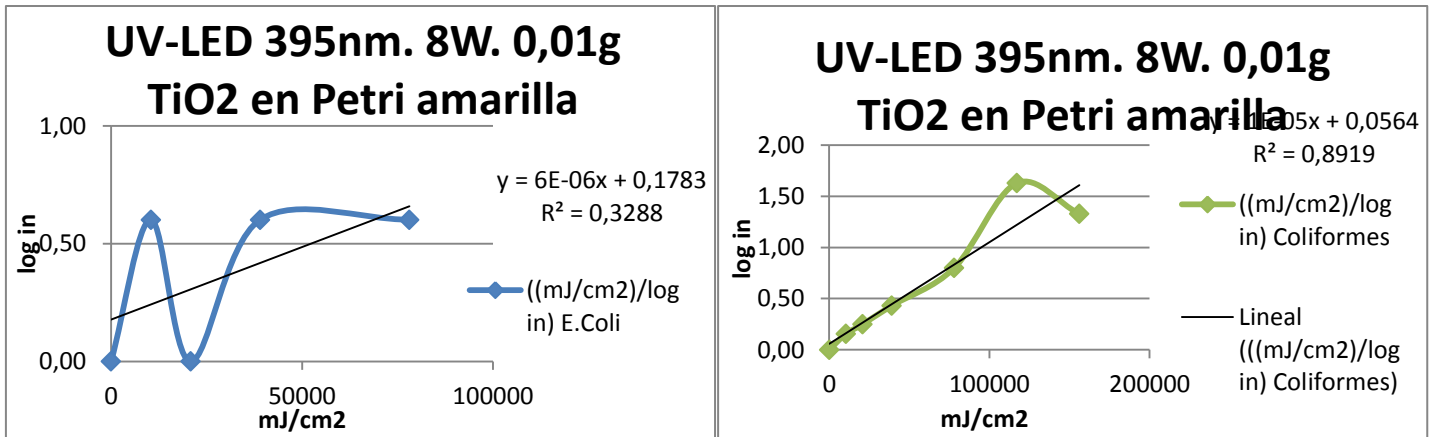 UV-LED 395nm. 8W. 0,01g
TiO2 en Petri amarilla
1,00
0,50
0,00
log in
0
50000
100000
mJ/cm2
y = 6E-06x + 0,1783
R² = 0,3288
((mJ/cm2)/log
in) E.Coli
UV-LED 395nm. 8W. 0,01g
TiO2 en Petri amarilla
y = 1E-05x + 0,0564
R² = 0,8919
2,00
1,50
1,00
0,50
0,00
log in
0
100000
200000
mJ/cm2
((mJ/cm2)/log
in) Coliformes
Lineal
(((mJ/cm2)/log
in) Coliformes)